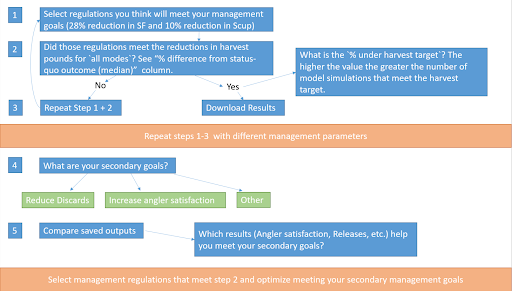 1
Select regulations you think will meet your management
goals (28% reduction in SF and 10% reduction in Scup)
2
Did those regulations meet the reductions in harvest
pounds for `all modes`? See "% difference from status-
quo outcome (median)" column.
What is the `% under harvest target`? The
higher the value the greater the number of
model simulations that meet the harvest
target.
No
Yes
3
Repeat Step 1 + 2
Download Results
Repeat steps 1-3 with different management parameters
4
What are your secondary goals?
Reduce Discards
Increase angler satisfaction
Other
5
Compare saved outputs
Which results (Angler satisfaction, Releases, etc.) help
you meet your secondary goals?
Select management regulations that meet step 2 and optimize meeting your secondary management goals